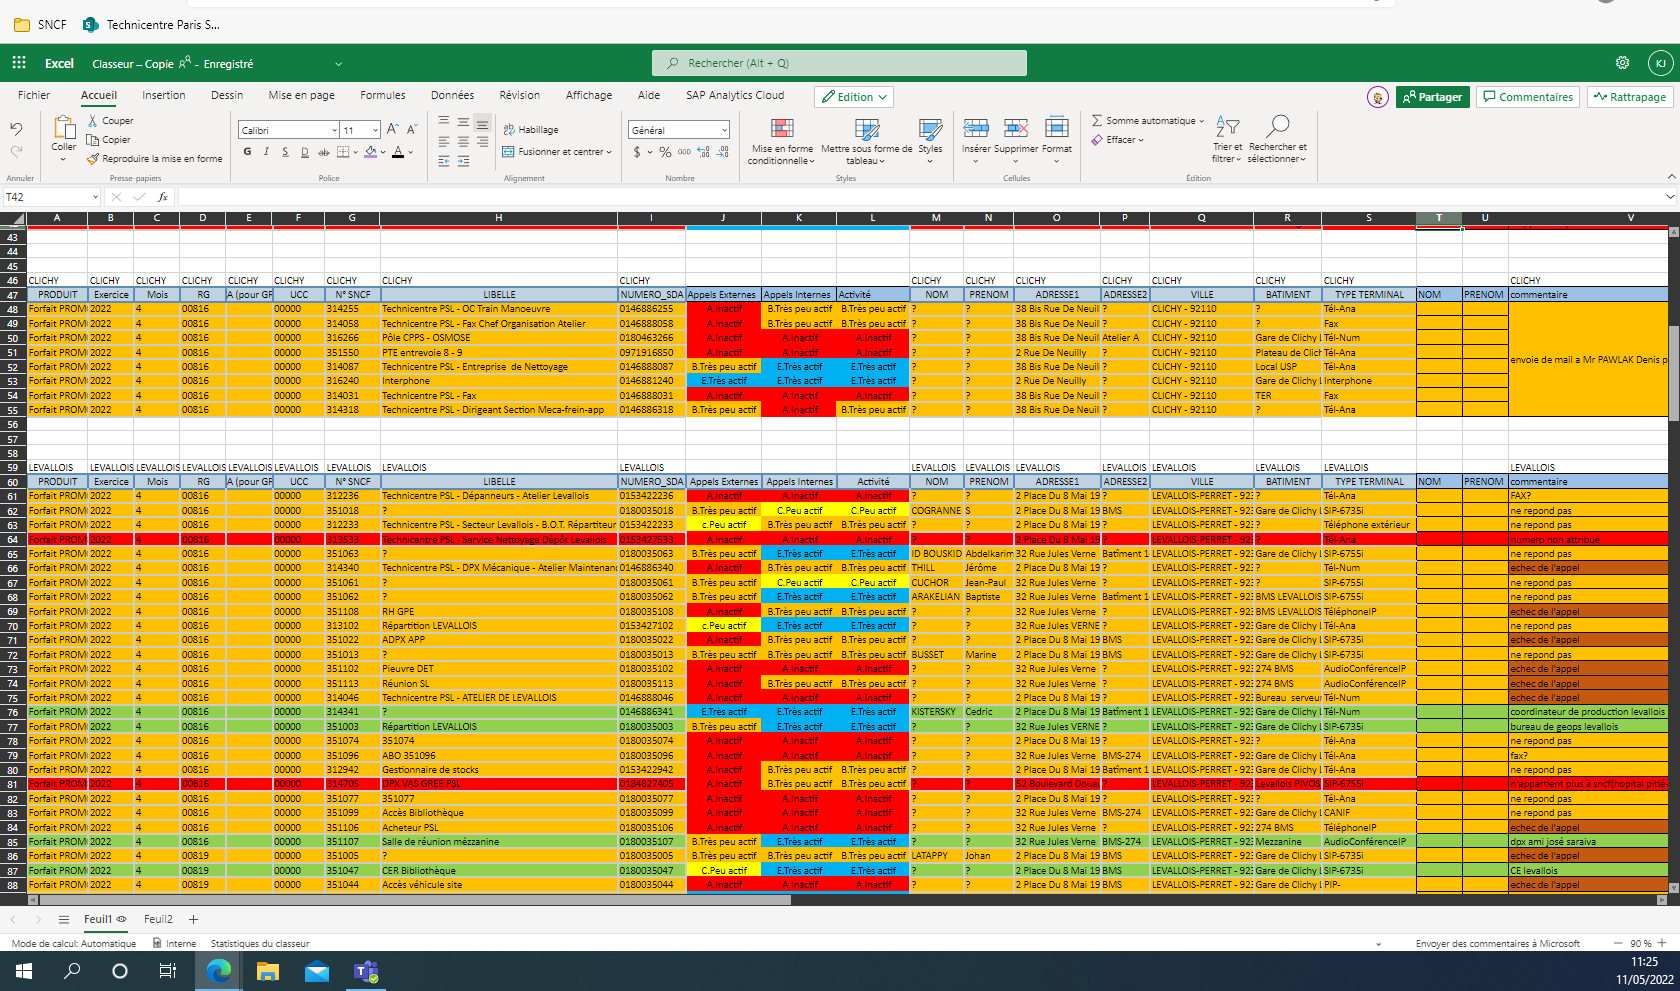 SNCF Technicentre Paris S...
Excel Classeur – Copie - Enregistré Rechercher (Alt + Q) KJ
Fichier Accueil Insertion Dessin Mise en page Formules Données Révision Affichage Aide SAP Analytics Cloud Edition Partager Commentaires Rattrapage
Coller Couper Copier Reproduire la mise en forme
Calibri 11 Habillage Fusionner et centrer Général
Mise en forme conditionnelle Mettre sous forme de tableau Styles Insérer Supprimer Format Somme automatique Effacer Trier et filtrer Rechercher et sélectionner
Annuler Presse-papiers Police Alignement Nombre Styles Cellules Édition
T42 fx
A B C D E F G H I J K L M N O P Q R S T U V
43
44
45
46 CLICHY CLICHY CLICHY CLICHY CLICHY CLICHY CLICHY CLICHY CLICHY CLICHY CLICHY CLICHY CLICHY CLICHY CLICHY CLICHY CLICHY
47 PRODUIT Exercice Mois RG A (pour GF UCC N° SNCF LIBELLE NUMERO_SDA Appels Externes Appels Internes Activité NOM PRENOM ADRESSE1 ADRESSE2 VILLE BATIMENT TYPE TERMINAL NOM PRENOM commentaire
48 Forfait PROM 2022 4 00816 00000 314255 Technicentre PSL - OC Train Manoeuvre 0146886255 A.Inactif B.Très peu actif B.Très peu actif ? ? 38 Bis Rue De Neuil ? CLICHY - 92110 ? Tél-Ana
49 Forfait PROM 2022 4 00816 00000 314058 Technicentre PSL - Fax Chef Organisation Atelier 0146888058 A.Inactif B.Très peu actif B.Très peu actif ? ? 38 Bis Rue De Neuil ? CLICHY - 92110 ? Fax
50 Forfait PROM 2022 4 00816 00000 316266 Pôle CPPS - OSMOSE 0180463266 A.Inactif A.Inactif A.Inactif ? ? 38 Bis Rue De Neuil Atelier A CLICHY - 92110 Gare de Clichy L Tél-Num
51 Forfait PROM 2022 4 00816 00000 351550 PTE entrevoie 8 - 9 0971916850 A.Inactif A.Inactif A.Inactif ? ? 2 Rue De Neuilly ? CLICHY - 92110 Plateau de Clich Tél-Ana envoie de mail a Mr PAWLAK Denis p
52 Forfait PROM 2022 4 00816 00000 314087 Technicentre PSL - Entreprise de Nettoyage 0146888087 B.Très peu actif E.Très actif E.Très actif ? ? 38 Bis Rue De Neuil ? CLICHY - 92110 Local USP Tél-Ana
53 Forfait PROM 2022 4 00816 00000 316240 Interphone 0146881240 E.Très actif E.Très actif E.Très actif ? ? 2 Rue De Neuilly ? CLICHY - 92110 Gare de Clichy L Interphone
54 Forfait PROM 2022 4 00816 00000 314031 Technicentre PSL - Fax 0146888031 A.Inactif A.Inactif A.Inactif ? ? 38 Bis Rue De Neuil ? CLICHY - 92110 TER Fax
55 Forfait PROM 2022 4 00816 00000 314318 Technicentre PSL - Dirigeant Section Meca-frein-app 0146886318 B.Très peu actif A.Inactif B.Très peu actif ? ? 38 Bis Rue De Neuil ? CLICHY - 92110 ? Tél-Ana
56
57
58
59 LEVALLOIS LEVALLOIS LEVALLOIS LEVALLOIS LEVALLOIS LEVALLOIS LEVALLOIS LEVALLOIS LEVALLOIS LEVALLOIS LEVALLOIS LEVALLOIS LEVALLOIS LEVALLOIS LEVALLOIS LEVALLOIS LEVALLOIS
60 PRODUIT Exercice Mois RG A (pour GF UCC N° SNCF LIBELLE NUMERO_SDA Appels Externes Appels Internes Activité NOM PRENOM ADRESSE1 ADRESSE2 VILLE BATIMENT TYPE TERMINAL NOM PRENOM commentaire
61 Forfait PROM 2022 4 00816 00000 312236 Technicentre PSL - Dépanneurs - Atelier Levallois 0153422236 A.Inactif A.Inactif A.Inactif ? ? 2 Place Du 8 Mai 19 ? LEVALLOIS-PERRET - 923 ? Tél-Ana FAX?
62 Forfait PROM 2022 4 00816 00000 351018 ? 0180035018 B.Très peu actif C.Peu actif C.Peu actif COGRANNE S 2 Place Du 8 Mai 19 BMS LEVALLOIS-PERRET - 923 Gare de Clichy L SIP-6735i ne repond pas
63 Forfait PROM 2022 4 00816 00000 312233 Technicentre PSL - Secteur Levallois - B.O.T. Répartiteur 0153422233 c.Peu actif B.Très peu actif B.Très peu actif ? ? 2 Place Du 8 Mai 19 ? LEVALLOIS-PERRET - 923 ? Téléphone extérieur ne repond pas
64 Forfait PROM 2022 4 00816 00000 313533 Technicentre PSL - Service Nettoyage Dépôt Levallois 0153427533 A.Inactif A.Inactif A.Inactif ? ? 2 Place Du 8 Mai 19 ? LEVALLOIS-PERRET - 923 ? Tél-Ana numero non attribué
65 Forfait PROM 2022 4 00816 00000 351063 ? 0180035063 B.Très peu actif E.Très actif E.Très actif ID BOUSKID Abdelkarim 32 Rue Jules Verne Batiment 1 LEVALLOIS-PERRET - 923 Gare de Clichy L SIP-6755i ne repond pas
66 Forfait PROM 2022 4 00816 00000 314340 Technicentre PSL - DPX Mécanique - Atelier Maintenanc 0146886340 A.Inactif B.Très peu actif B.Très peu actif THILL Jérôme 2 Place Du 8 Mai 19 ? LEVALLOIS-PERRET - 923 Gare de Clichy L Tél-Num echec de l'appel
67 Forfait PROM 2022 4 00816 00000 351061 ? 0180035061 B.Très peu actif C.Peu actif C.Peu actif CUCHOR Jean-Paul 32 Rue Jules Verne ? LEVALLOIS-PERRET - 923 ? SIP-6755i ne repond pas
68 Forfait PROM 2022 4 00816 00000 351062 ? 0180035062 B.Très peu actif E.Très actif E.Très actif ARAKELIAN Baptiste 32 Rue Jules Verne Batiment 1 LEVALLOIS-PERRET - 923 BMS LEVALLOIS SIP-6755i ne repond pas
69 Forfait PROM 2022 4 00816 00000 351108 RH GPE 0180035108 A.Inactif B.Très peu actif B.Très peu actif ? ? 32 Rue Jules Verne ? LEVALLOIS-PERRET - 923 BMS LEVALLOIS TéléphoneIP echec de l'appel
70 Forfait PROM 2022 4 00816 00000 313102 Répartition LEVALLOIS 0153427102 c.Peu actif E.Très actif E.Très actif ? ? 32 Rue Jules VERNE ? LEVALLOIS-PERRET - 923 ? Tél-Ana ne repond pas
71 Forfait PROM 2022 4 00816 00000 351022 ADPX APP 0180035022 A.Inactif B.Très peu actif B.Très peu actif ? ? 2 Place Du 8 Mai 19 BMS LEVALLOIS-PERRET - 923 Gare de Clichy L SIP-6735i echec de l'appel
72 Forfait PROM 2022 4 00816 00000 351013 ? 0180035013 B.Très peu actif B.Très peu actif B.Très peu actif BUSSET Marine 2 Place Du 8 Mai 19 BMS LEVALLOIS-PERRET - 923 Gare de Clichy L SIP-6735i ne repond pas
73 Forfait PROM 2022 4 00816 00000 351102 Pieuvre DET 0180035102 A.Inactif A.Inactif A.Inactif ? ? 32 Rue Jules Verne ? LEVALLOIS-PERRET - 923 274 BMS AudioConférenceIP echec de l'appel
74 Forfait PROM 2022 4 00816 00000 351113 Réunion SL 0180035113 A.Inactif B.Très peu actif B.Très peu actif ? ? 32 Rue Jules Verne ? LEVALLOIS-PERRET - 923 274 BMS AudioConférenceIP echec de l'appel
75 Forfait PROM 2022 4 00816 00000 314046 Technicentre PSL - ATELIER DE LEVALLOIS 0146888046 A.Inactif A.Inactif A.Inactif ? ? 2 Place Du 8 Mai 19 ? LEVALLOIS-PERRET - 923 Bureau serveur Tél-Num echec de l'appel
76 Forfait PROM 2022 4 00816 00000 314341 ? 0146886341 E.Très actif E.Très actif E.Très actif KISTERSKY Cedric 2 Place Du 8 Mai 19 Batiment 1 LEVALLOIS-PERRET - 923 Gare de Clichy L Tél-Num coordinateur de production levallois
77 Forfait PROM 2022 4 00816 00000 351003 Répartition LEVALLOIS 0180035003 B.Très peu actif E.Très actif E.Très actif ? ? 32 Rue Jules VERNE ? LEVALLOIS-PERRET - 923 Gare de Clichy L SIP-6735i bureau de geops levallois
78 Forfait PROM 2022 4 00816 00000 351074 351074 0180035074 A.Inactif A.Inactif A.Inactif ? ? 2 Place Du 8 Mai 19 ? LEVALLOIS-PERRET - 923 ? Tél-Ana ne repond pas
79 Forfait PROM 2022 4 00816 00000 351096 ABO 351096 0180035096 A.Inactif A.Inactif A.Inactif ? ? 32 Rue Jules Verne BMS-274 LEVALLOIS-PERRET - 923 Gare de Clichy L Tél-Ana fax?
80 Forfait PROM 2022 4 00816 00000 312942 Gestionnaire de stocks 0153422942 A.Inactif B.Très peu actif B.Très peu actif ? ? 2 Place Du 8 Mai 19 Batiment 1 LEVALLOIS-PERRET - 923 Gare de Clichy L Tél-Num ne repond pas
81 Forfait PROM 2022 4 00816 00000 314705 DPX VAS GREE PSL 0134827405 A.Inactif B.Très peu actif B.Très peu actif ? ? 52 Boulevard Doua ? LEVALLOIS-PERRET - 923 Levallois PIVOS SIP-6755i n'appartient plus à sncf(hopital pitié-
82 Forfait PROM 2022 4 00816 00000 351077 351077 0180035077 A.Inactif A.Inactif A.Inactif ? ? 2 Place Du 8 Mai 19 ? LEVALLOIS-PERRET - 923 ? Tél-Ana ne repond pas
83 Forfait PROM 2022 4 00816 00000 351099 Accès Bibliothèque 0180035099 A.Inactif A.Inactif A.Inactif ? ? 32 Rue Jules Verne BMS-274 LEVALLOIS-PERRET - 923 Gare de Clichy L CANIF ne repond pas
84 Forfait PROM 2022 4 00816 00000 351106 Acheteur PSL 0180035106 A.Inactif A.Inactif A.Inactif ? ? 32 Rue Jules Verne ? LEVALLOIS-PERRET - 923 274 BMS TéléphoneIP echec de l'appel
85 Forfait PROM 2022 4 00816 00000 351107 Salle de réunion mézzanine 0180035107 B.Très peu actif E.Très actif E.Très actif ? ? 32 Rue Jules Verne BMS-274 LEVALLOIS-PERRET - 923 Mezzanine AudioConférenceIP dpx ami josé saraiva
86 Forfait PROM 2022 4 00819 00000 351005 ? 0180035005 B.Très peu actif B.Très peu actif B.Très peu actif LATAPPY Johan 2 Place Du 8 Mai 19 BMS LEVALLOIS-PERRET - 923 Gare de Clichy L SIP-6735i echec de l'appel
87 Forfait PROM 2022 4 00819 00000 351047 CER Bibliothèque 0180035047 C.Peu actif E.Très actif E.Très actif ? ? 2 Place Du 8 Mai 19 BMS LEVALLOIS-PERRET - 923 Gare de Clichy L SIP-6735i CE levallois
88 Forfait PROM 2022 4 00819 00000 351044 Accès véhicule site 0180035044 A.Inactif A.Inactif A.Inactif ? ? 2 Place Du 8 Mai 19 BMS LEVALLOIS-PERRET - 923 Gare de Clichy L PIP- echec de l'appel
Feuil1 Feuil2
Mode de calcul: Automatique Interne Statistiques du classeur Envoyer des commentaires à Microsoft 90 %
11:25
11/05/2022